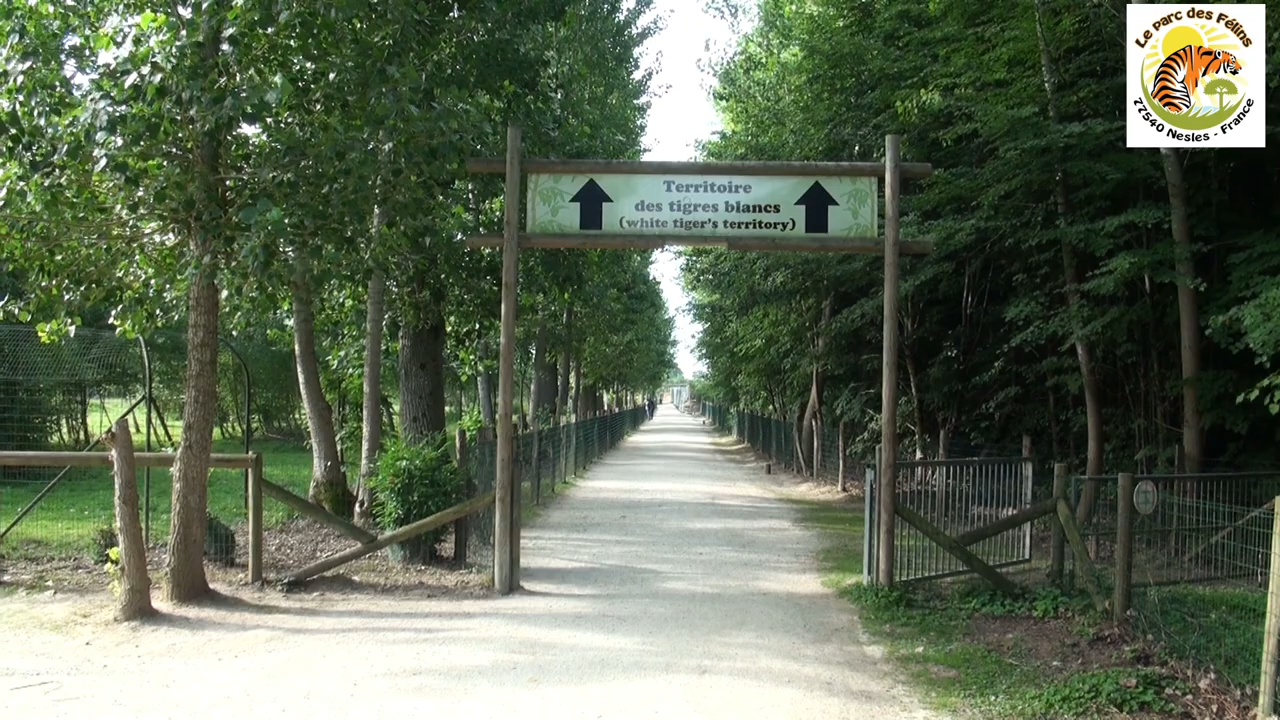 Territoire
des tigres blancs
(white tiger's territory)
Le Parc des Félins
77540 Nesles - France